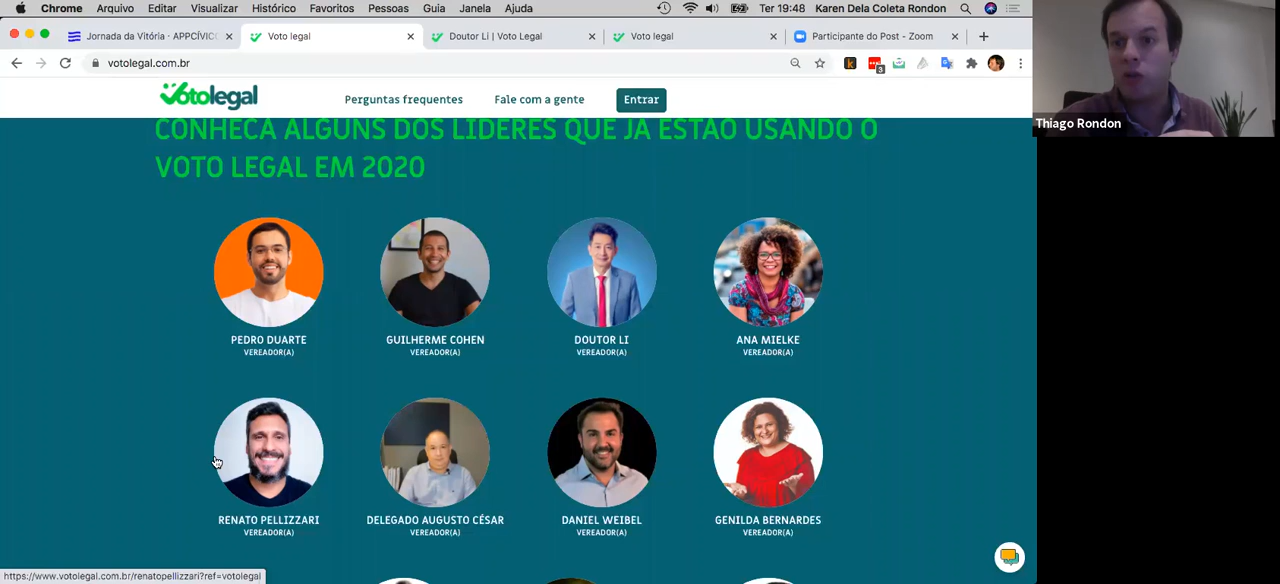 Chrome Arquivo Editar Visualizar Histórico Favoritos Pessoas Guia Janela Ajuda Ter 19:48 Karen Dela Coleta Rondon
Jornada da Vitória · APPCÍVICO Voto legal Doutor Li | Voto Legal Voto legal Participante do Post - Zoom
votolegal.com.br
3
votolegal Perguntas frequentes Fale com a gente Entrar
Thiago Rondon
CONHEÇA ALGUNS DOS LÍDERES QUE JÁ ESTÃO USANDO O
VOTO LEGAL EM 2020
PEDRO DUARTE GUILHERME COHEN DOUTOR LI ANA MIELKE
VEREADOR(A) VEREADOR(A) VEREADOR(A) VEREADOR(A)
RENATO PELLIZZARI DELEGADO AUGUSTO CÉSAR DANIEL WEIBEL GENILDA BERNARDES
VEREADOR(A) VEREADOR(A) VEREADOR(A) VEREADOR(A)
https://www.votolegal.com.br/renatopellizzari?ref=votolegal